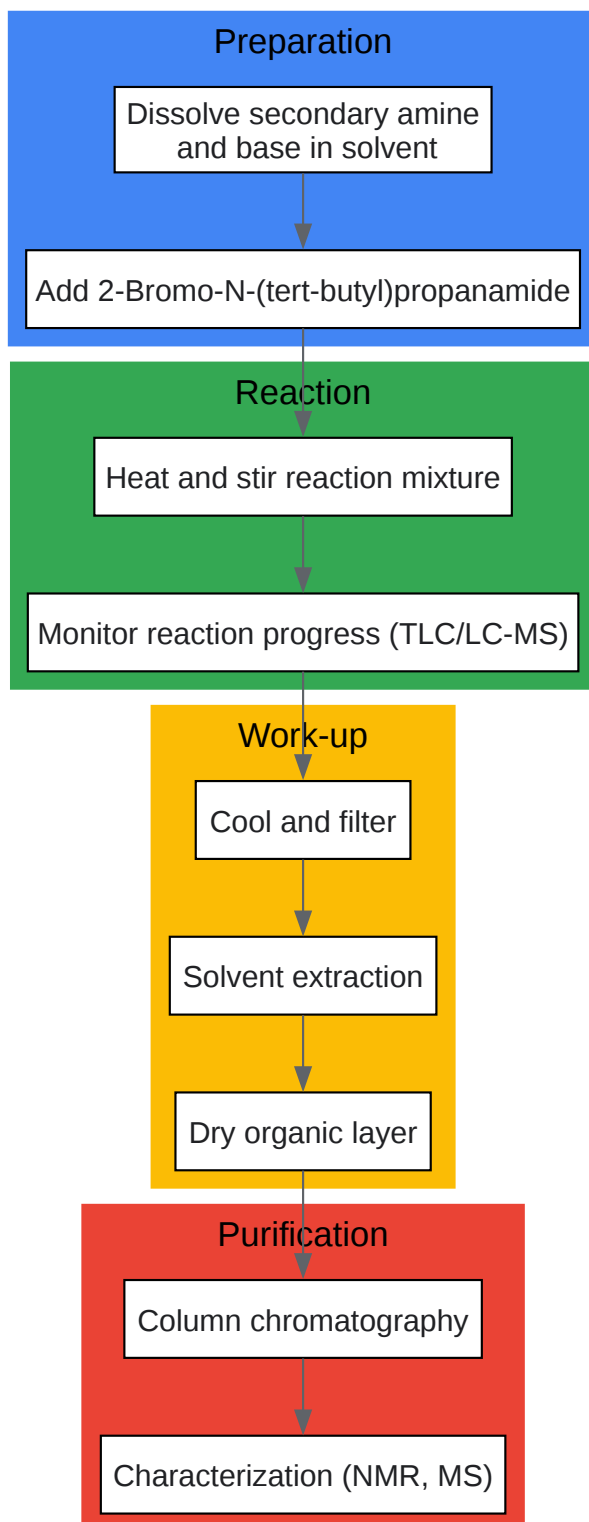 Preparation
Dissolve secondary amine
and base in solvent
Add 2-Bromo-N-(tert-butyl)propanamide
Reaction
Heat and stir reaction mixture
Monitor reaction progress (TLC/LC-MS)
Work-up
Cool and filter
Solvent extraction
Dry organic layer
Purification
Column chromatography
Characterization (NMR, MS)